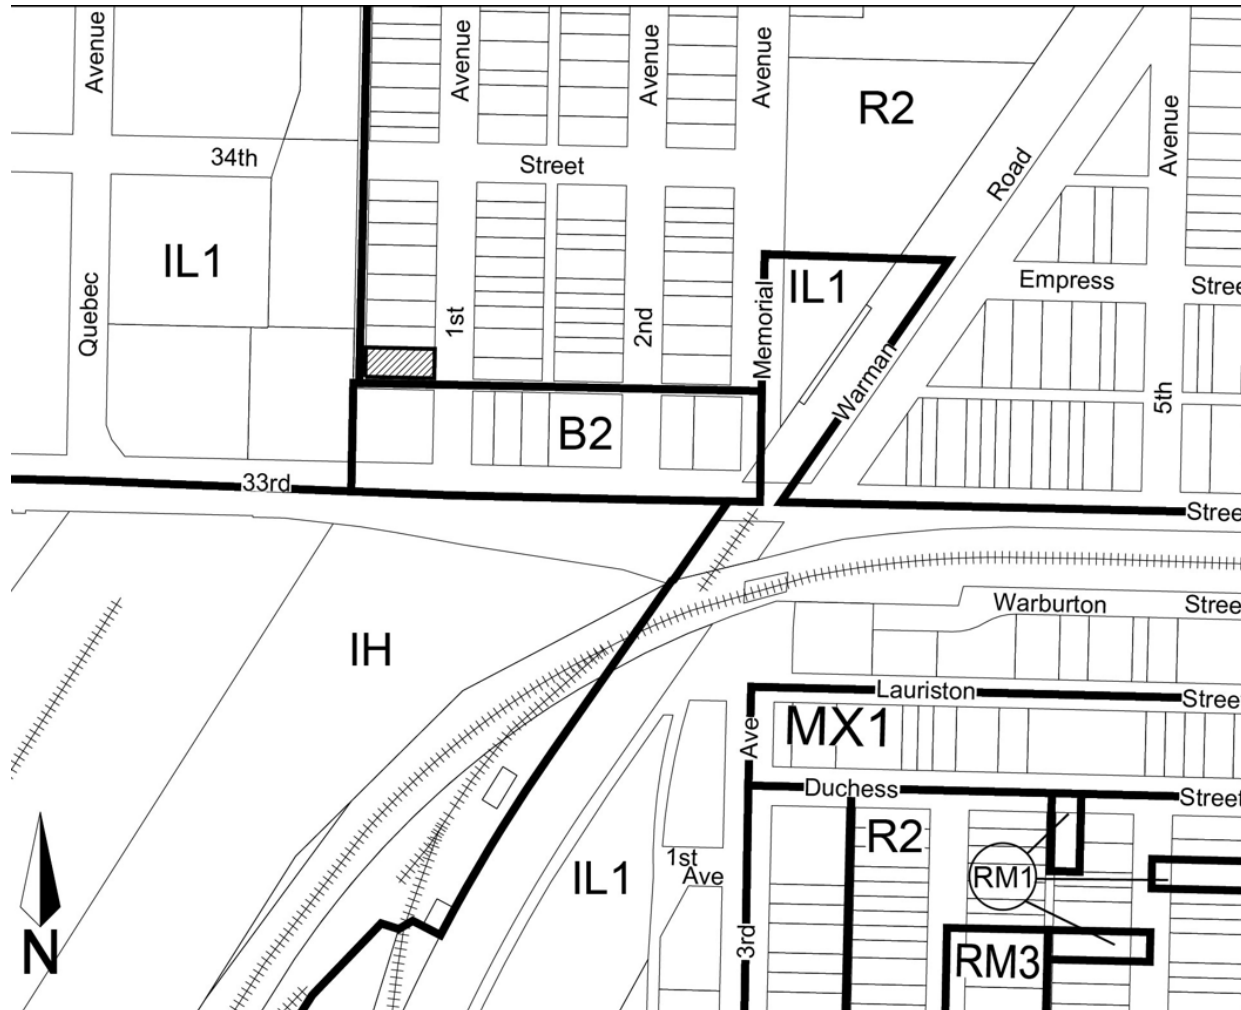 Avenue
Avenue
Avenue
Avenue
R2
Avenue
34th
Street
Road
IL1
Quebec
1st
2nd
Memorial
IL1
Empress
Stree
Warman
5th
B2
33rd
Stree
IH
Warburton
Stree
Lauriston
Stree
MX1
Ave
Duchess
Street
R2
1st
Ave
IL1
RM1
3rd
RM3
N